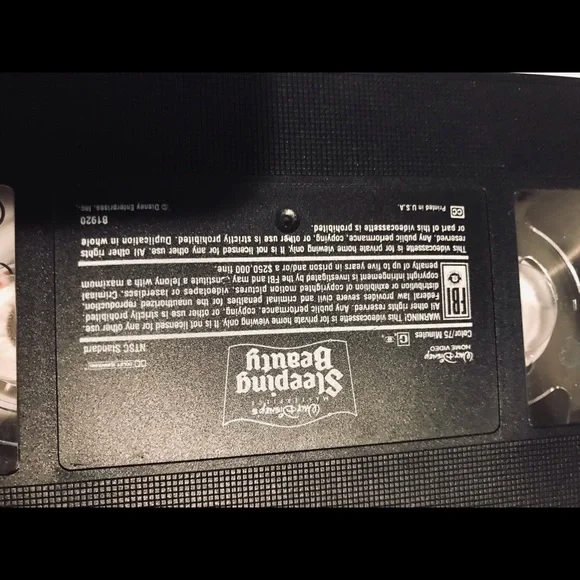 Walt Disney's
MASTERPIECE
Sleeping
Beauty
Walt Disney
HOME VIDEO
DOLBY SURROUND
Color/75 Minutes
NTSC Standard
FBI
WARNING! This videocassette is for private home viewing only. It is not licensed for any other use.
All other rights reserved. Any public performance, copying, or other use is strictly prohibited.
Federal law provides severe civil and criminal penalties for the unauthorized reproduction,
distribution or exhibition of copyrighted motion pictures, videotapes or videodiscs. Criminal
copyright infringement is investigated by the FBI and may constitute a felony with a maximum
penalty of up to five years in prison and/or a $250,000 fine.
This videocassette is for private home viewing only. It is not licensed for any other use. All other rights
reserved. Any public performance, copying, or other use is strictly prohibited. Duplication in whole
or part of this videocassette is prohibited.
CC Printed in U.S.A.
81920
© Disney Enterprises, Inc.